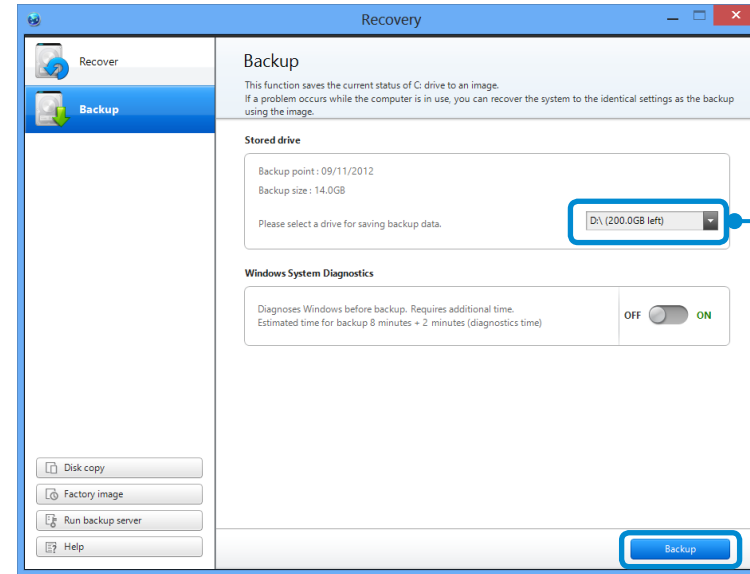 Recovery
Recover
Backup
Backup
This function saves the current status of C: drive to an image.
If a problem occurs while the computer is in use, you can recover the system to the identical settings as the backup
using the image.
Stored drive
Backup point : 09/11/2012
Backup size : 14.0GB
Please select a drive for saving backup data.
D:\ (200.0GB left)
Windows System Diagnostics
Diagnoses Windows before backup. Requires additional time.
Estimated time for backup 8 minutes + 2 minutes (diagnostics time)
OFF ON
Disk copy
Factory image
Run backup server
Help
Backup